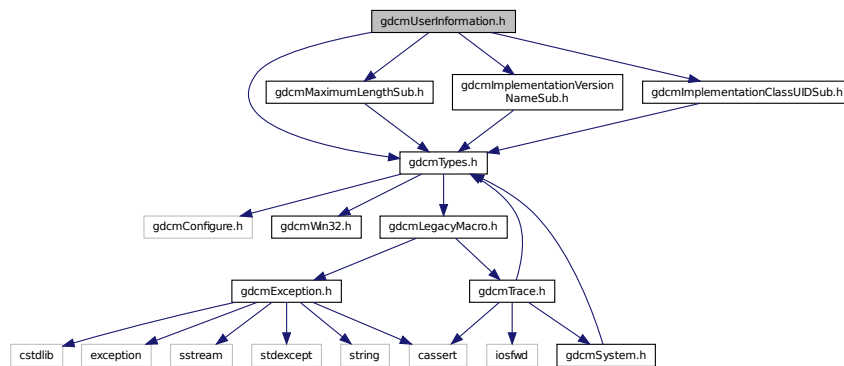 gdcmUserInformation.h
gdcmMaximumLengthSub.h
gdcmImplementationVersion
NameSub.h
gdcmImplementationClassUIDSub.h
gdcmTypes.h
gdcmConfigure.h
gdcmWin32.h
gdcmLegacyMacro.h
gdcmException.h
gdcmTrace.h
cstdlib
exception
sstream
stdexcept
string
cassert
iosfwd
gdcmSystem.h